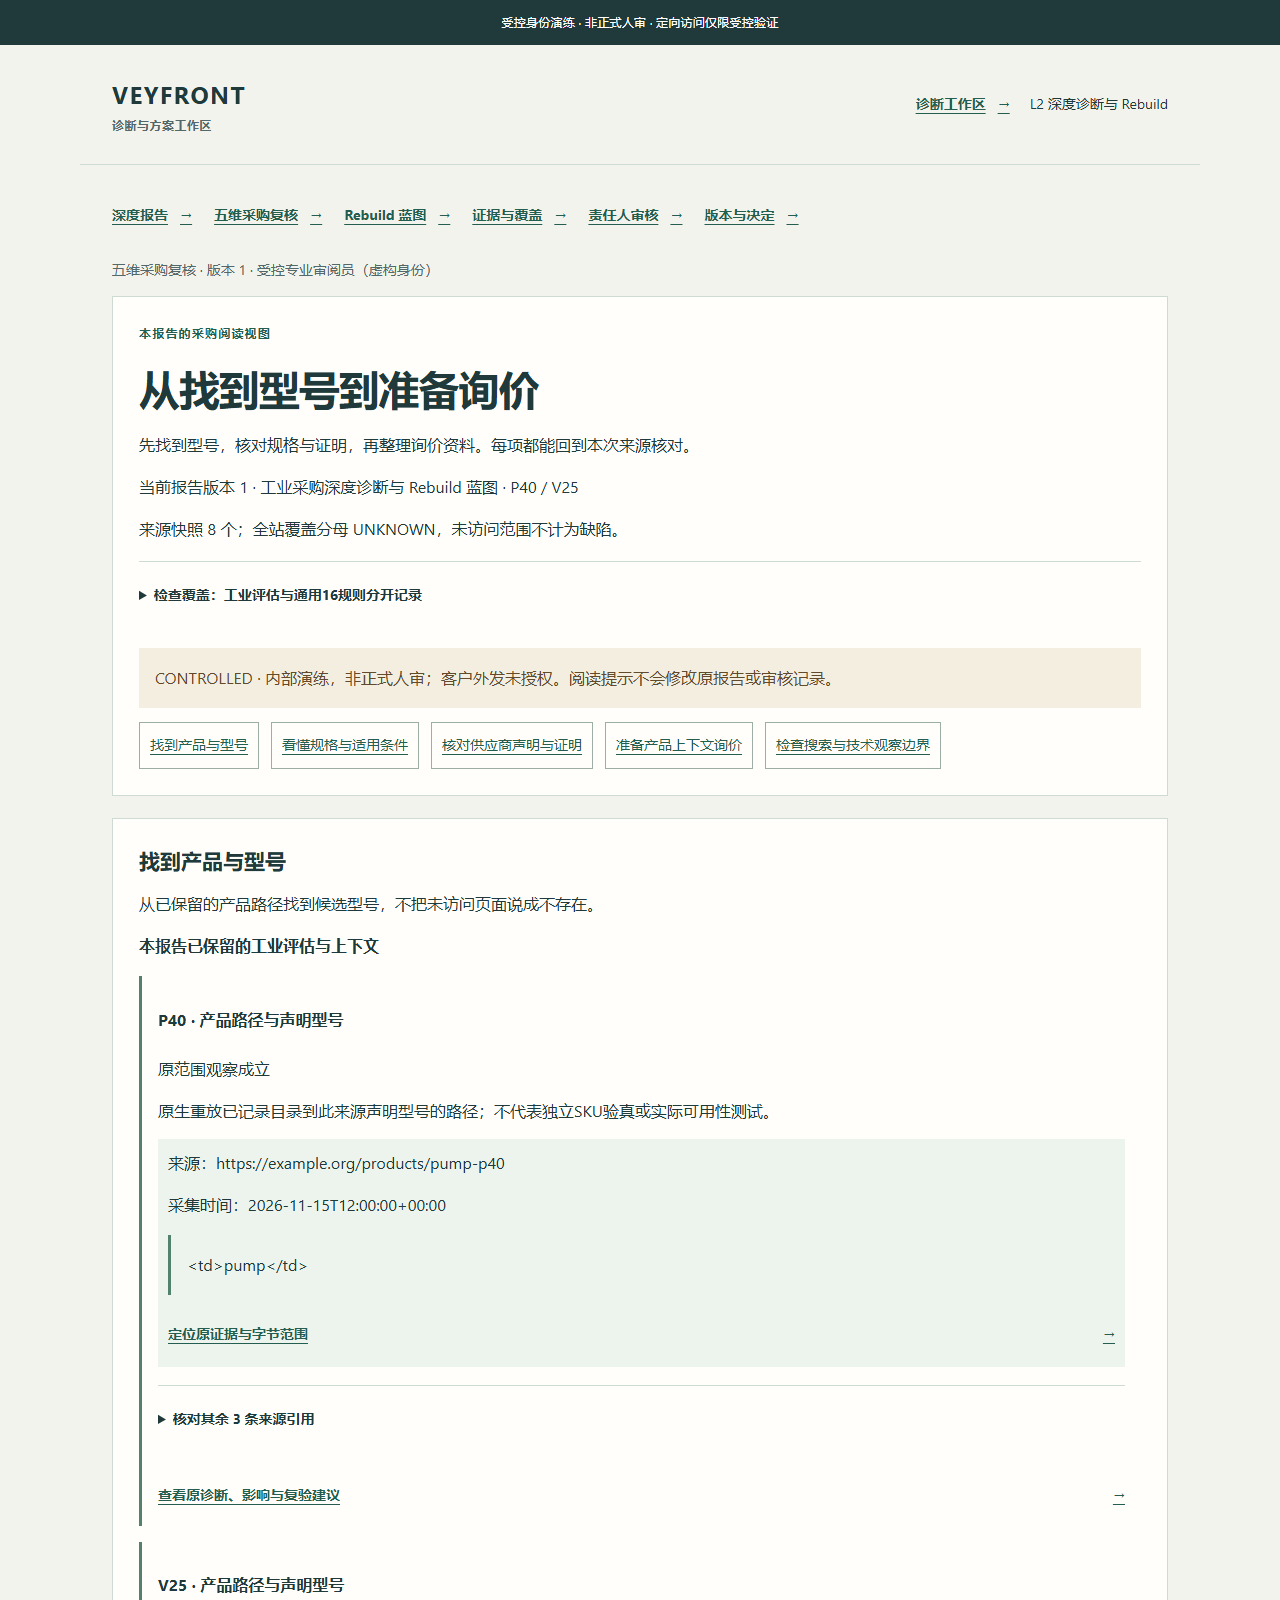 受控身份演练 · 非正式人审 · 定向访问仅限受控验证
VEYFRONT
诊断与方案工作区
诊断工作区 → L2 深度诊断与 Rebuild
深度报告 → 五维采购复核 → Rebuild 蓝图 → 证据与覆盖 → 责任人审核 → 版本与决定 →
五维采购复核 · 版本 1 · 受控专业审阅员（虚构身份）
本报告的采购阅读视图
从找到型号到准备询价
先找到型号，核对规格与证明，再整理询价资料。每项都能回到本次来源核对。
当前报告版本 1 · 工业采购深度诊断与 Rebuild 蓝图 · P40 / V25
来源快照 8 个；全站覆盖分母 UNKNOWN，未访问范围不计为缺陷。
▶ 检查覆盖：工业评估与通用16规则分开记录
CONTROLLED · 内部演练，非正式人审；客户外发未授权。阅读提示不会修改原报告或审核记录。
找到产品与型号 看懂规格与适用条件 核对供应商声明与证明 准备产品上下文询价 检查搜索与技术观察边界
找到产品与型号
从已保留的产品路径找到候选型号，不把未访问页面说成不存在。
本报告已保留的工业评估与上下文
P40 · 产品路径与声明型号
原范围观察成立
原生重放已记录目录到此来源声明型号的路径；不代表独立SKU验真或实际可用性测试。
来源：https://example.org/products/pump-p40
采集时间：2026-11-15T12:00:00+00:00
<td>pump</td>
定位原证据与字节范围 →
▶ 核对其余 3 条来源引用
查看原诊断、影响与复验建议 →
V25 · 产品路径与声明型号